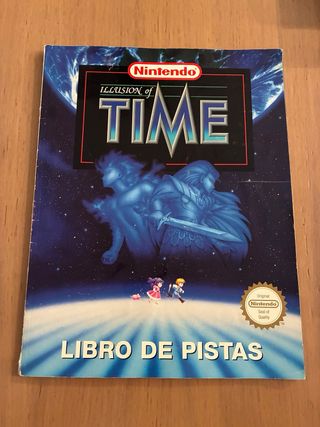 Nintendo
ILLUSION of
TIME
Original
Nintendo
Seal of
Quality
LIBRO DE PISTAS